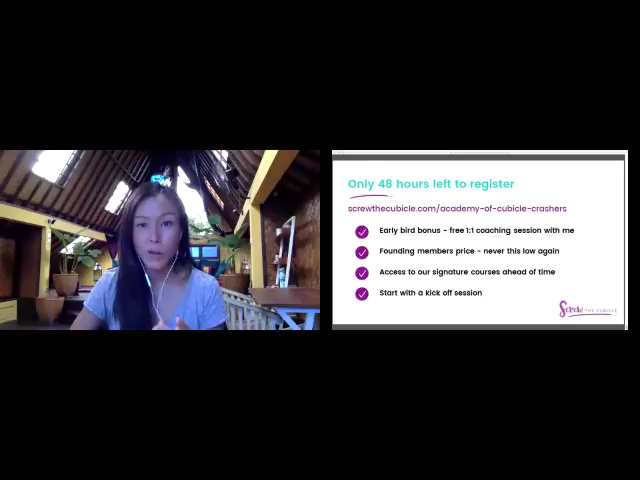 Only 48 hours left to register
screwthecubicle.com/academy-of-cubicle-crashers
Early bird bonus - free 1:1 coaching session with me
Founding members price - never this low again
Access to our signature courses ahead of time
Start with a kick off session
Screw THE CUBICLE